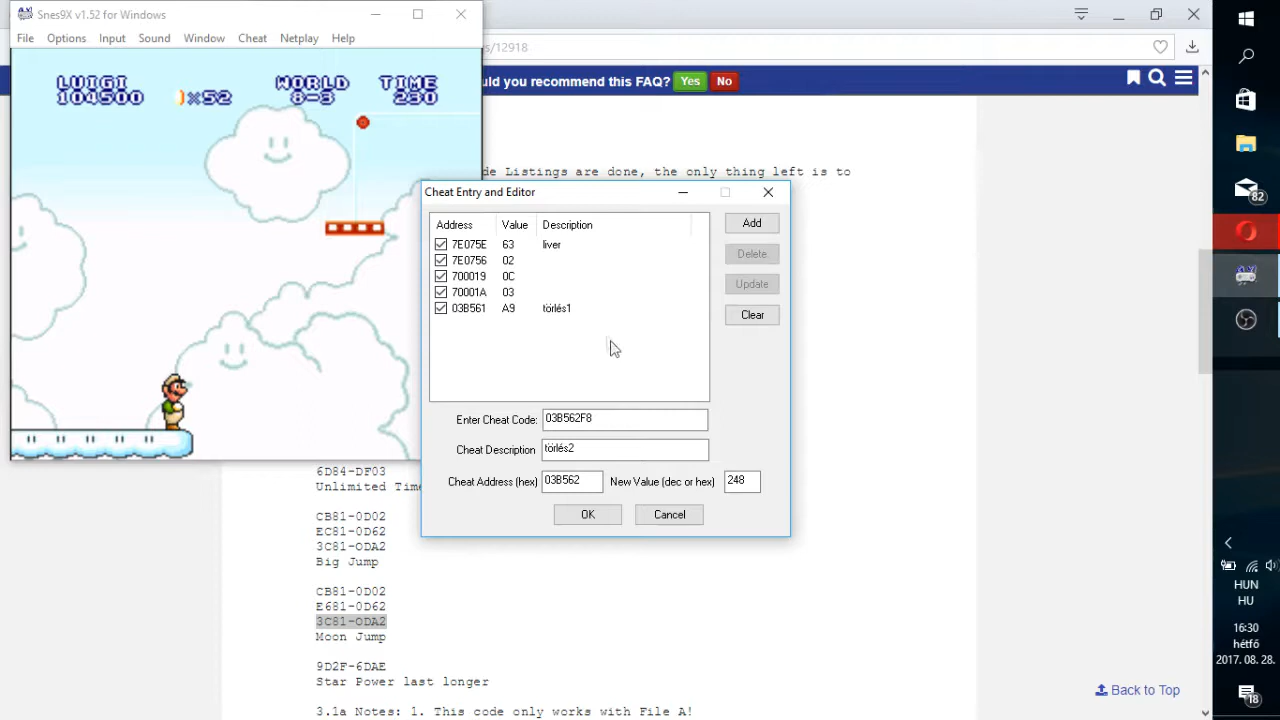 Snes9X v1.52 for Windows
File Options Input Sound Window Cheat Netplay Help
LUIGI WORLD TIME
104500 ×52 8-3 230
s/12918
uld you recommend this FAQ? Yes No
de Listings are done, the only thing left is to
Cheat Entry and Editor
Address Value Description
7E075E 63 liver
7E0756 02
700019 0C
70001A 03
03B561 A9 törlés1
Add
Delete
Update
Clear
Enter Cheat Code: 03B562F8
Cheat Description törlés2
Cheat Address (hex) 03B562 New Value (dec or hex) 248
OK Cancel
6D84-DF03
Unlimited Time
CB81-0D02
EC81-0D62
3C81-0DA2
Big Jump
CB81-0D02
E681-0D62
3C81-0DA2
Moon Jump
9D2F-6DAE
Star Power last longer
3.1a Notes: 1. This code only works with File A!
Back to Top
82
HUN
HU
16:30
hétfő
2017. 08. 28.
18